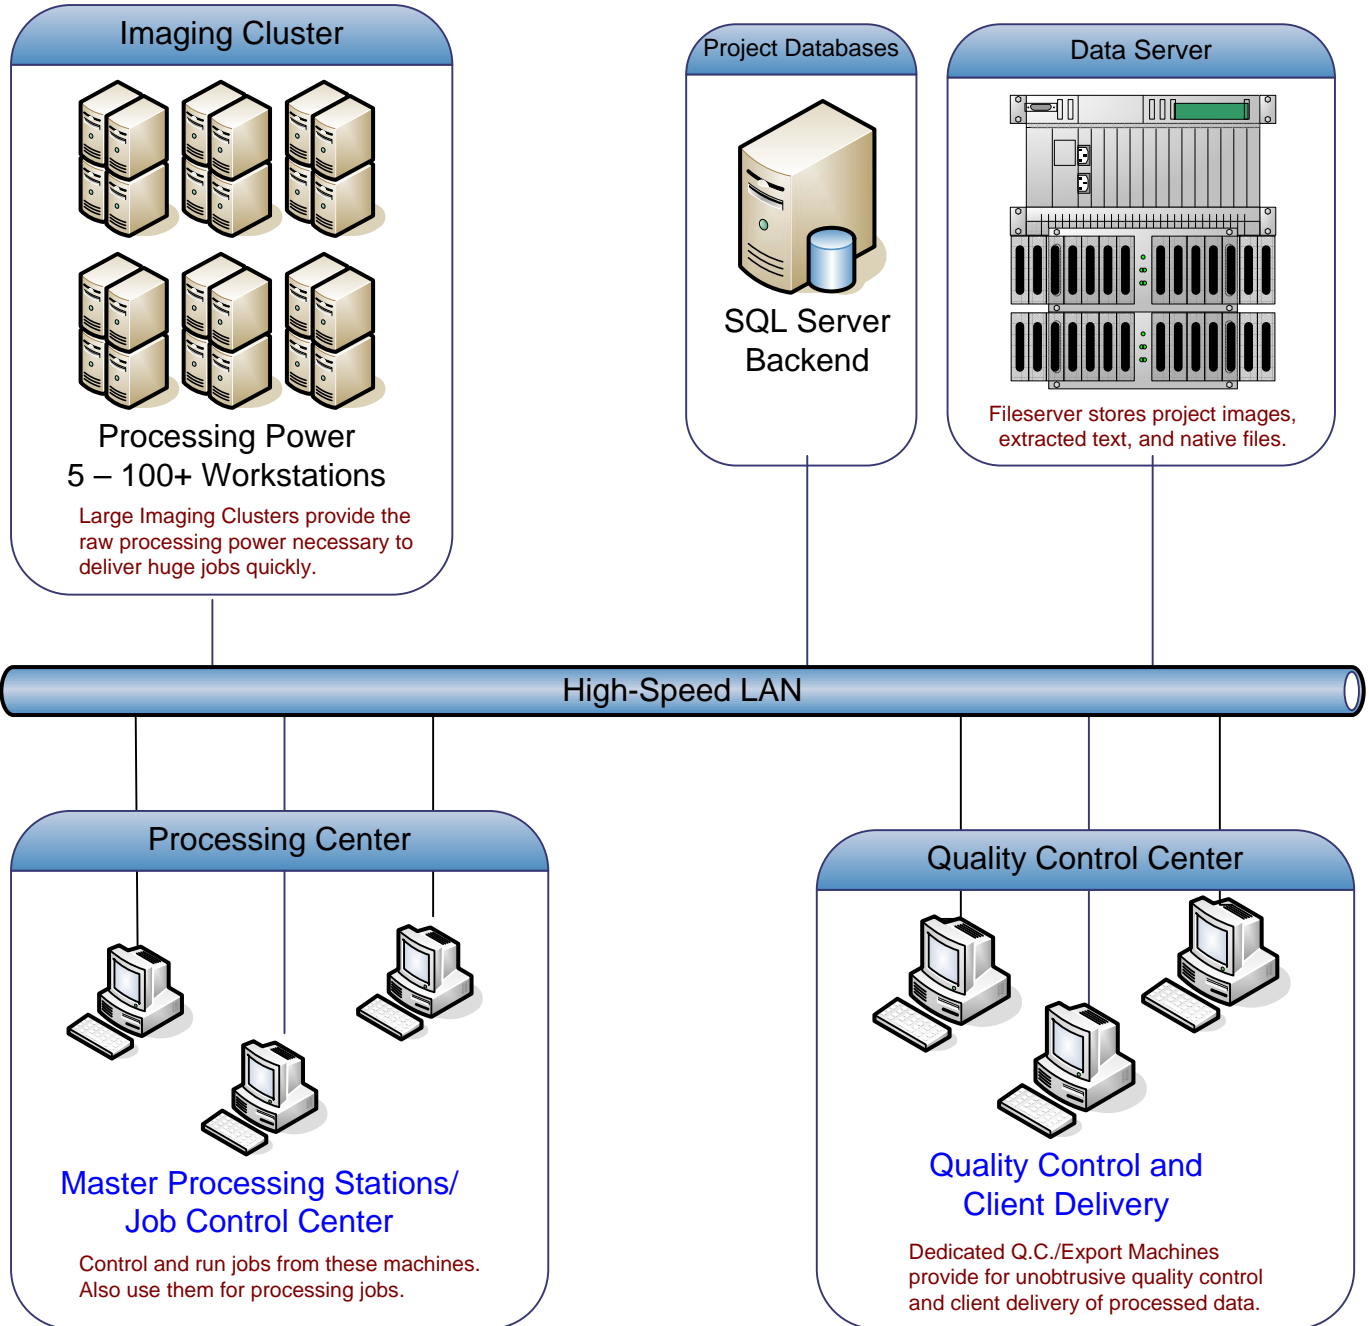 Imaging Cluster
Processing Power
5 – 100+ Workstations
Large Imaging Clusters provide the
raw processing power necessary to
deliver huge jobs quickly.
Project Databases
SQL Server
Backend
Data Server
Fileserver stores project images,
extracted text, and native files.
High-Speed LAN
Processing Center
Master Processing Stations/
Job Control Center
Control and run jobs from these machines.
Also use them for processing jobs.
Quality Control Center
Quality Control and
Client Delivery
Dedicated Q.C./Export Machines
provide for unobtrusive quality control
and client delivery of processed data.